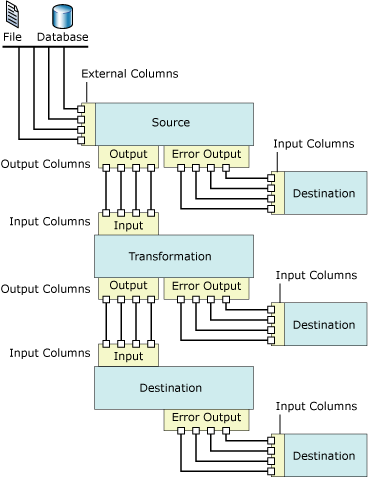 File
Database
External Columns
Source
Output Columns
Output
Error Output
Input Columns
Destination
Input Columns
Input
Transformation
Output Columns
Output
Error Output
Input Columns
Destination
Input Columns
Input
Destination
Error Output
Input Columns
Destination